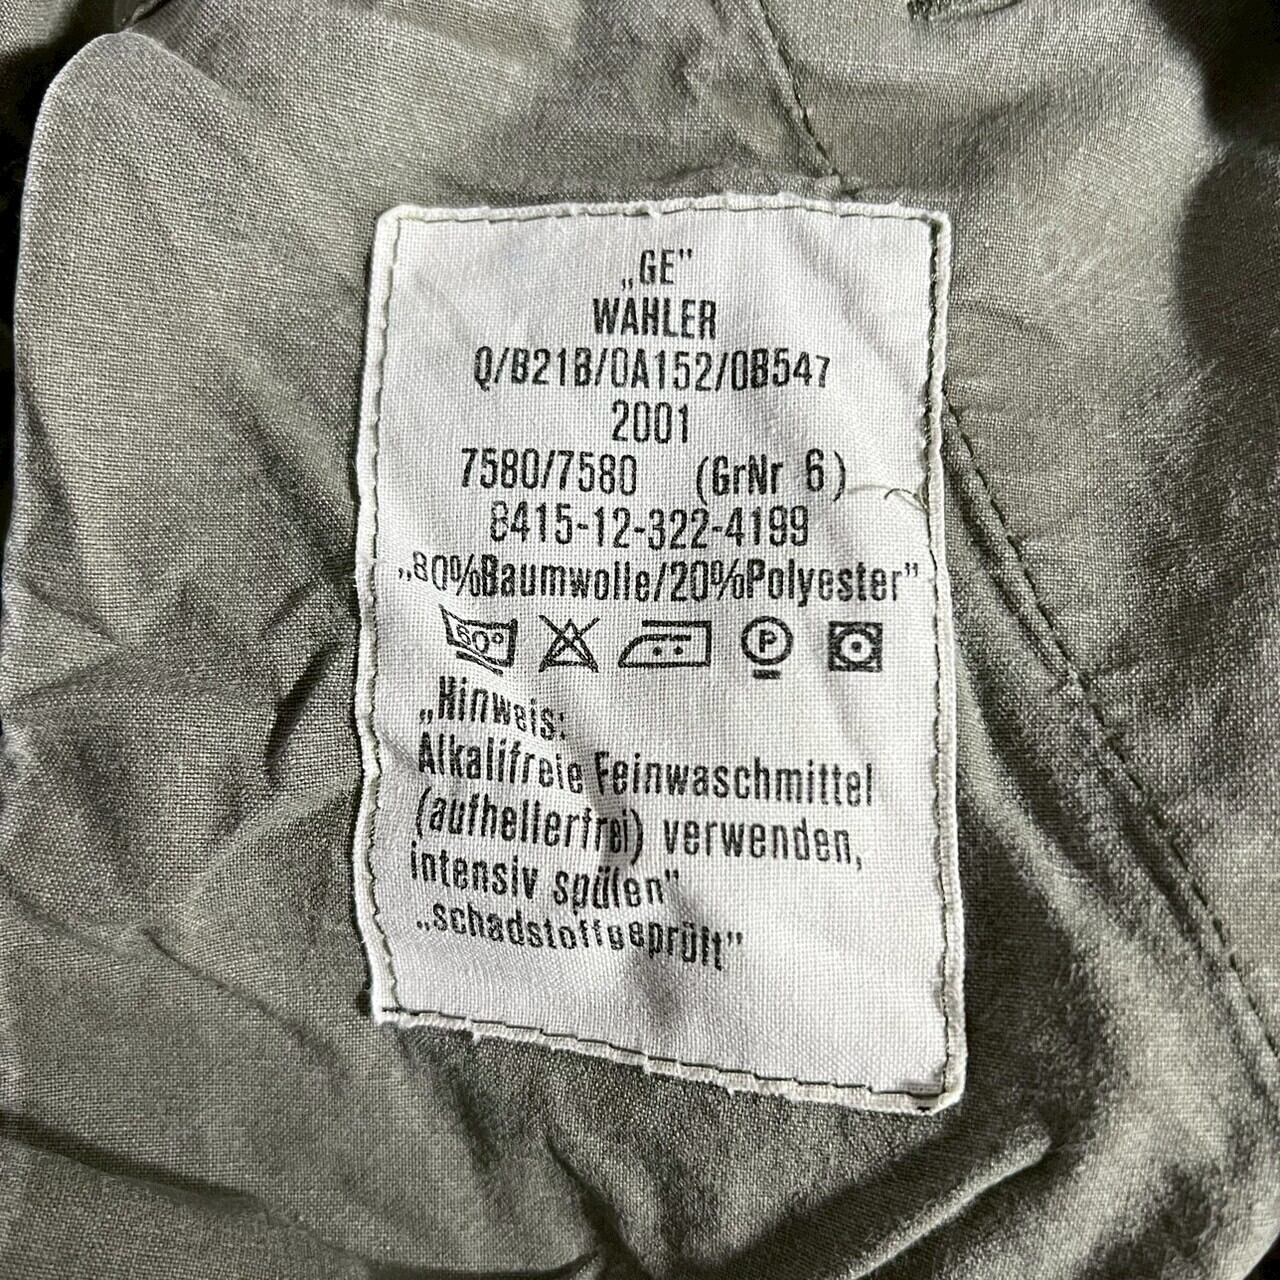 „GE”
WAHLER
Q/B21B/0A152/0B547
2001
7580/7580 (GrNr 6)
8415-12-322-4199
„80%Baumwolle/20%Polyester”
60° P
„Hinweis:
Alkalifreie Feinwaschmittel
(aufhellerfrei) verwenden,
intensiv spülen”
„schadstoffgeprüft”